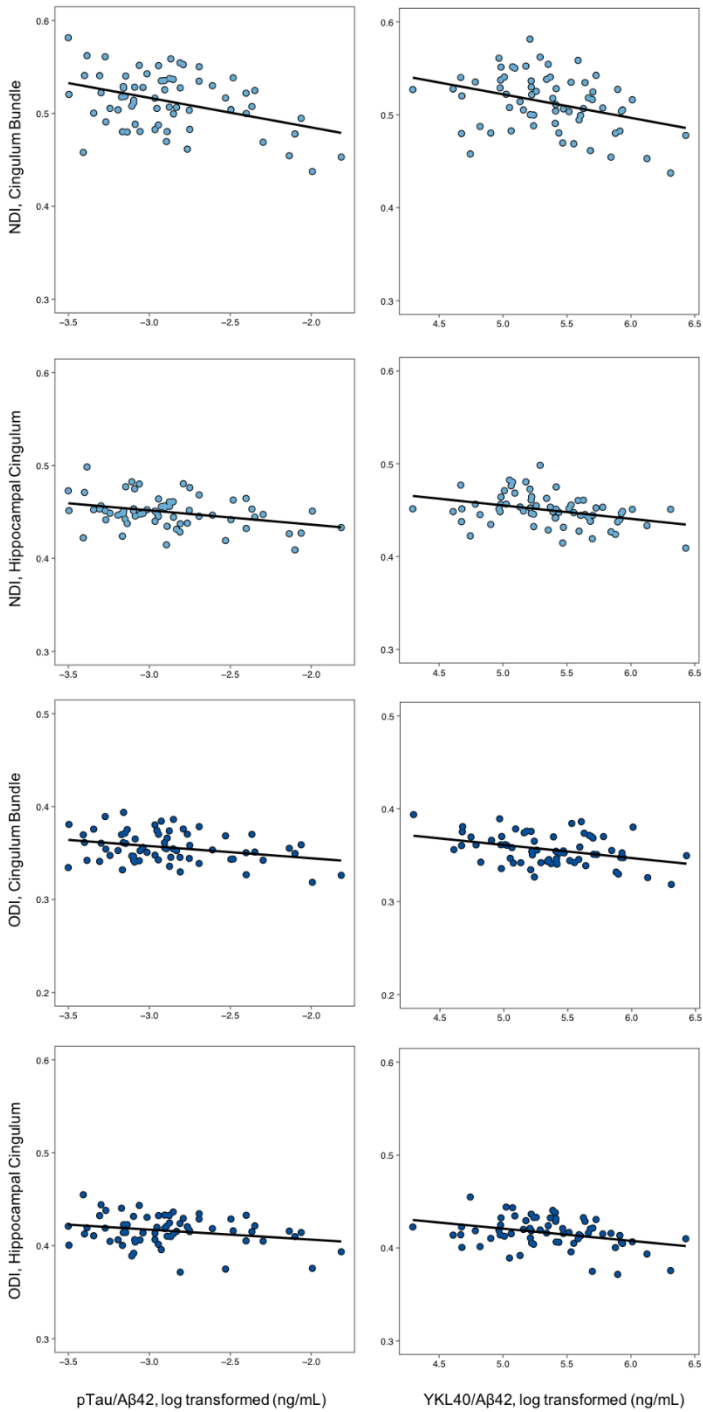 0.6
0.5
0.4
0.3
NDI, Cingulum Bundle
−3.5 −3.0 −2.5 −2.0
0.6
0.5
0.4
0.3
4.5 5.0 5.5 6.0 6.5
0.6
0.5
0.4
0.3
NDI, Hippocampal Cingulum
−3.5 −3.0 −2.5 −2.0
0.6
0.5
0.4
0.3
4.5 5.0 5.5 6.0 6.5
0.5
0.4
0.3
0.2
ODI, Cingulum Bundle
−3.5 −3.0 −2.5 −2.0
0.5
0.4
0.3
0.2
4.5 5.0 5.5 6.0 6.5
0.6
0.5
0.4
0.3
ODI, Hippocampal Cingulum
−3.5 −3.0 −2.5 −2.0
0.6
0.5
0.4
0.3
4.5 5.0 5.5 6.0 6.5
pTau/Aβ42, log transformed (ng/mL)
YKL40/Aβ42, log transformed (ng/mL)